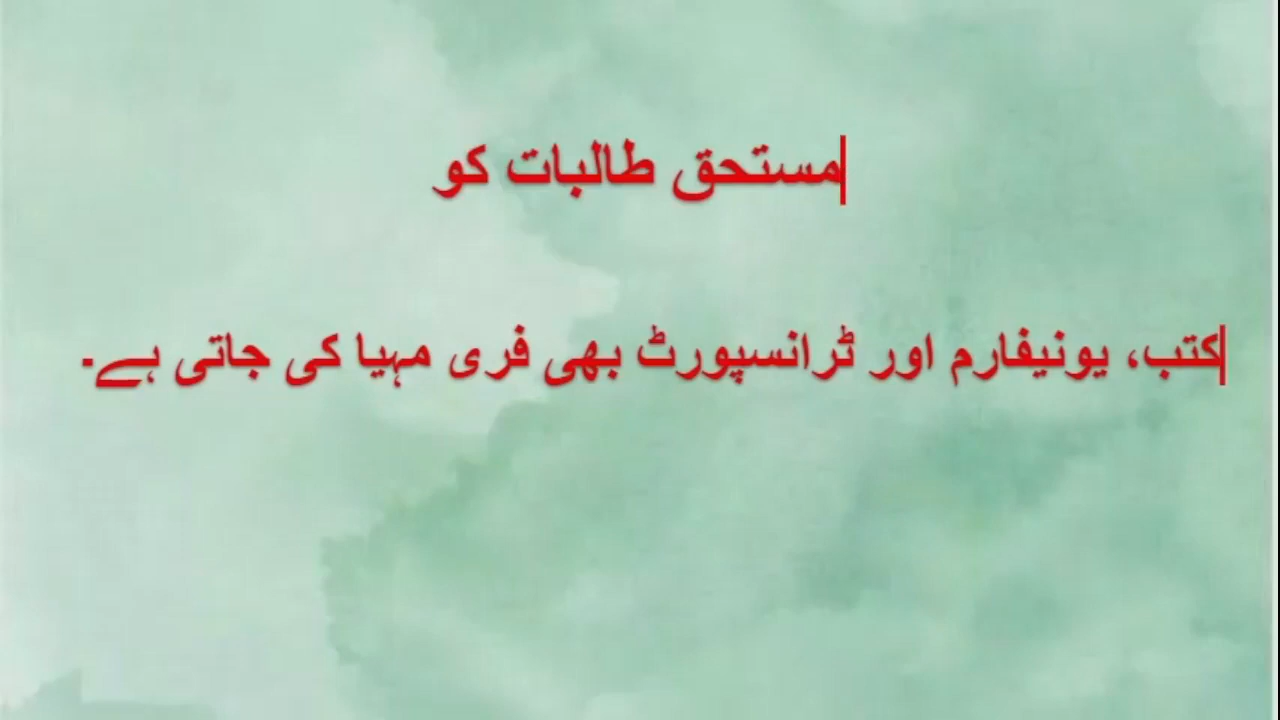 مستحق طالبات کو
کتب، یونیفارم اور ٹرانسپورٹ بھی فری مہیا کی جاتی ہے۔